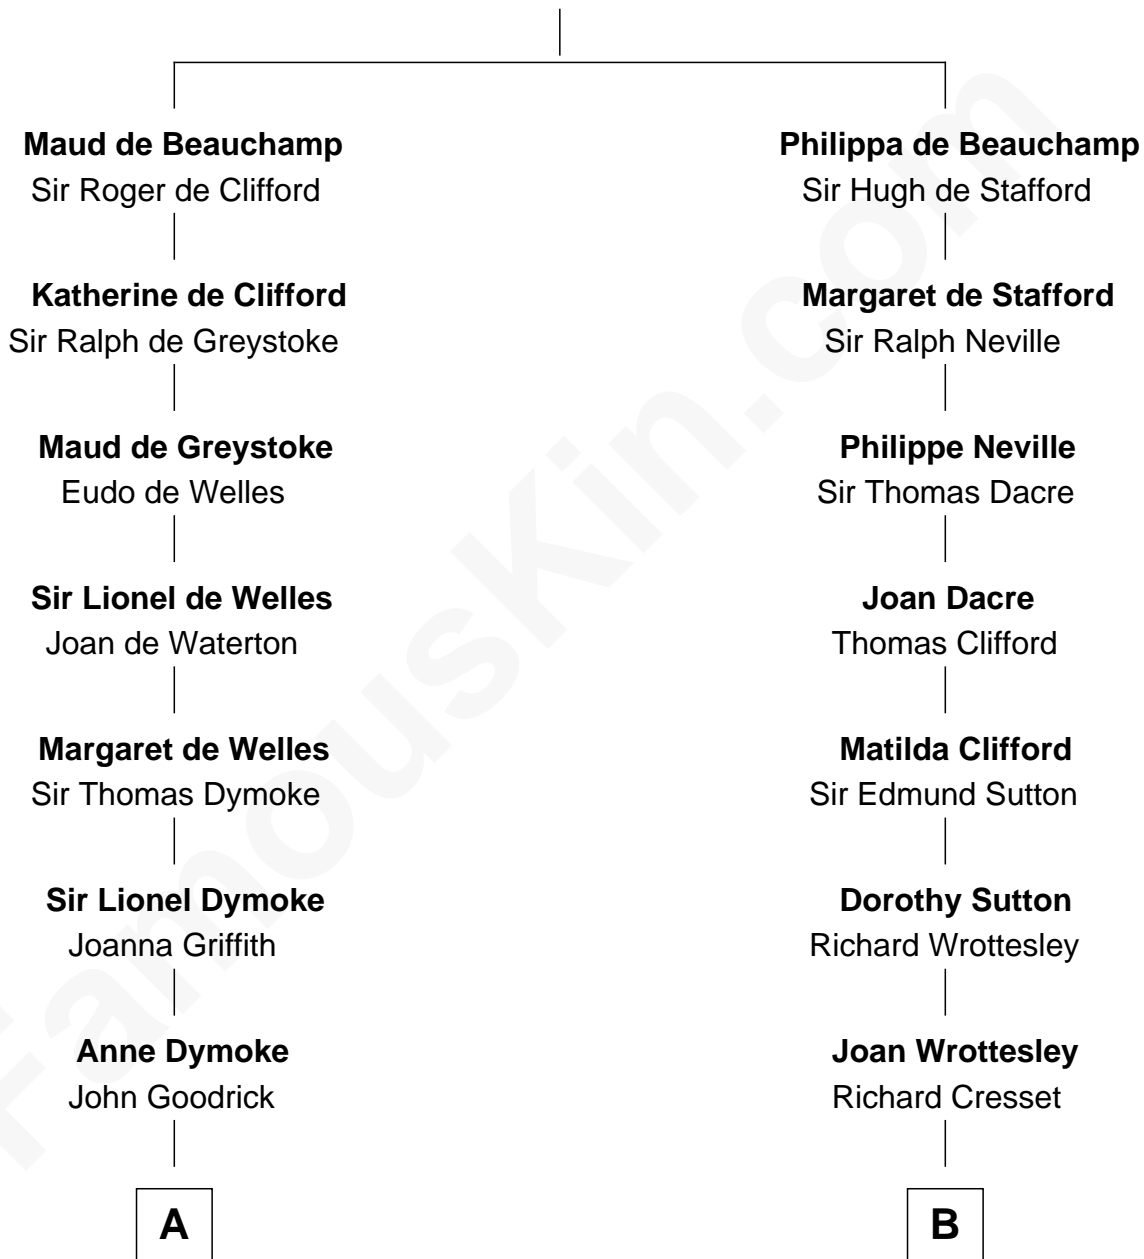 Maud de Beauchamp
Sir Roger de Clifford
Katherine de Clifford
Sir Ralph de Greystoke
Maud de Greystoke
Eudo de Welles
Sir Lionel de Welles
Joan de Waterton
Margaret de Welles
Sir Thomas Dymoke
Sir Lionel Dymoke
Joanna Griffith
Anne Dymoke
John Goodrick
A
Philippa de Beauchamp
Sir Hugh de Stafford
Margaret de Stafford
Sir Ralph Neville
Philippe Neville
Sir Thomas Dacre
Joan Dacre
Thomas Clifford
Matilda Clifford
Sir Edmund Sutton
Dorothy Sutton
Richard Wrottesley
Joan Wrottesley
Richard Cresset
B
FamousKin.com